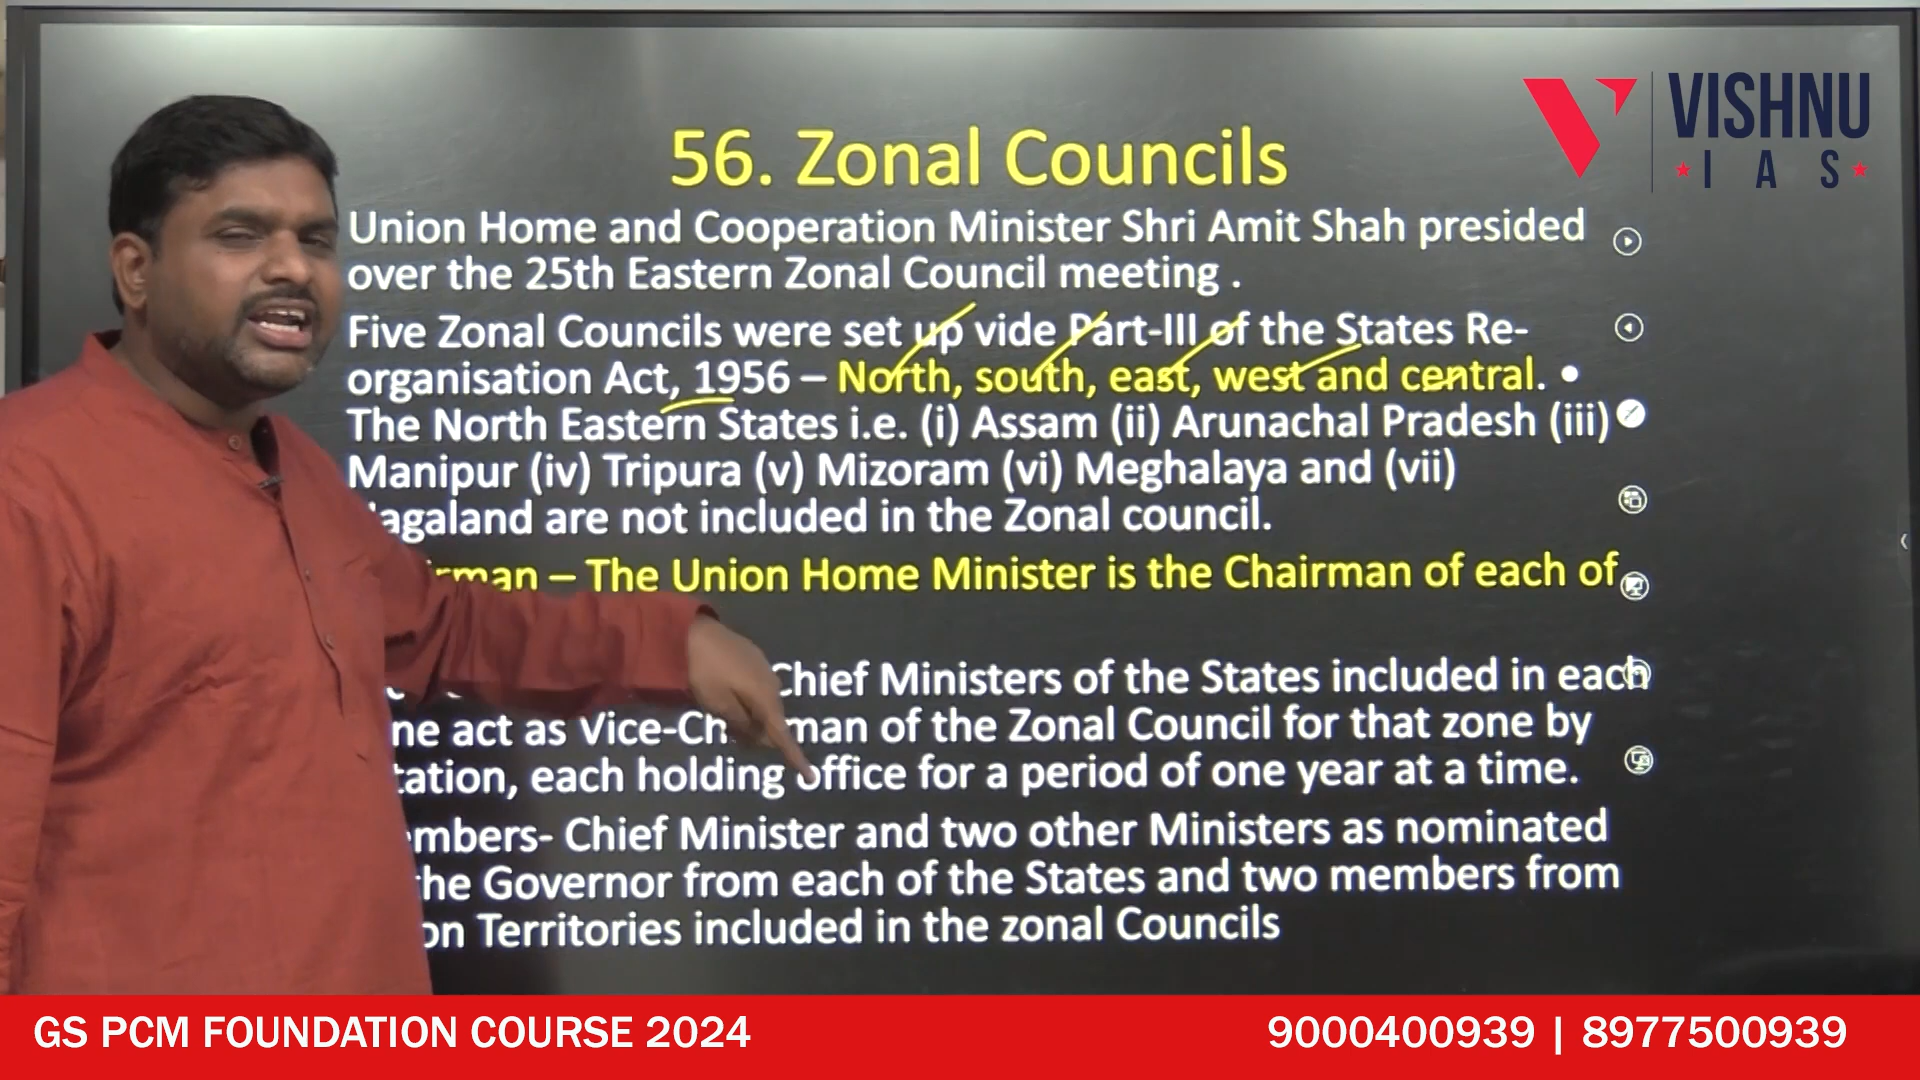 VISHNU
IAS
56. Zonal Councils
Union Home and Cooperation Minister Shri Amit Shah presided
over the 25th Eastern Zonal Council meeting .
Five Zonal Councils were set up vide Part-III of the States Re-
organisation Act, 1956 – North, south, east, west and central. •
The North Eastern States i.e. (i) Assam (ii) Arunachal Pradesh (iii)
Manipur (iv) Tripura (v) Mizoram (vi) Meghalaya and (vii)
agaland are not included in the Zonal council.
rman – The Union Home Minister is the Chairman of each of
Chief Ministers of the States included in each
ne act as Vice-Ch man of the Zonal Council for that zone by
tation, each holding office for a period of one year at a time.
mbers- Chief Minister and two other Ministers as nominated
he Governor from each of the States and two members from
on Territories included in the zonal Councils
GS PCM FOUNDATION COURSE 2024
9000400939 | 8977500939